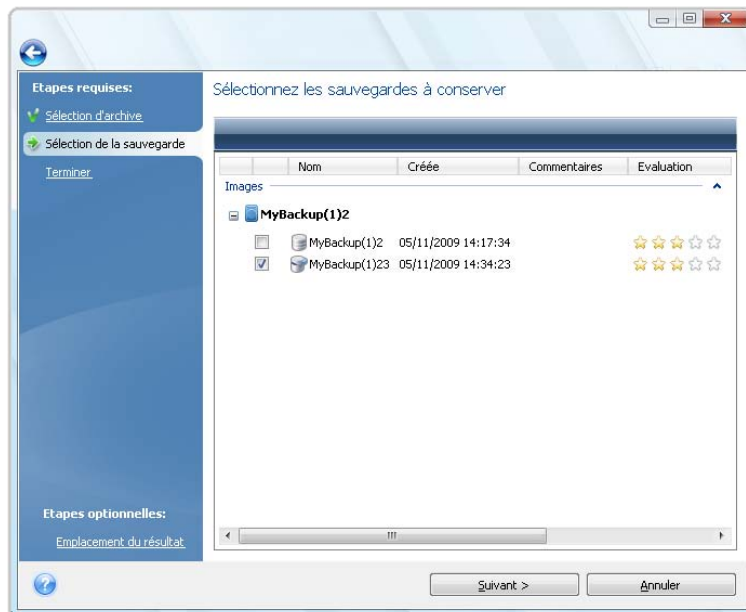 Etapes requises:
Sélection d'archive
Sélection de la sauvegarde
Terminer
Sélectionnez les sauvegardes à conserver
Nom Créée Commentaires Evaluation
Images
MyBackup(1)2
MyBackup(1)2 05/11/2009 14:17:34
MyBackup(1)23 05/11/2009 14:34:23
Etapes optionnelles:
Emplacement du résultat
Suivant > Annuler